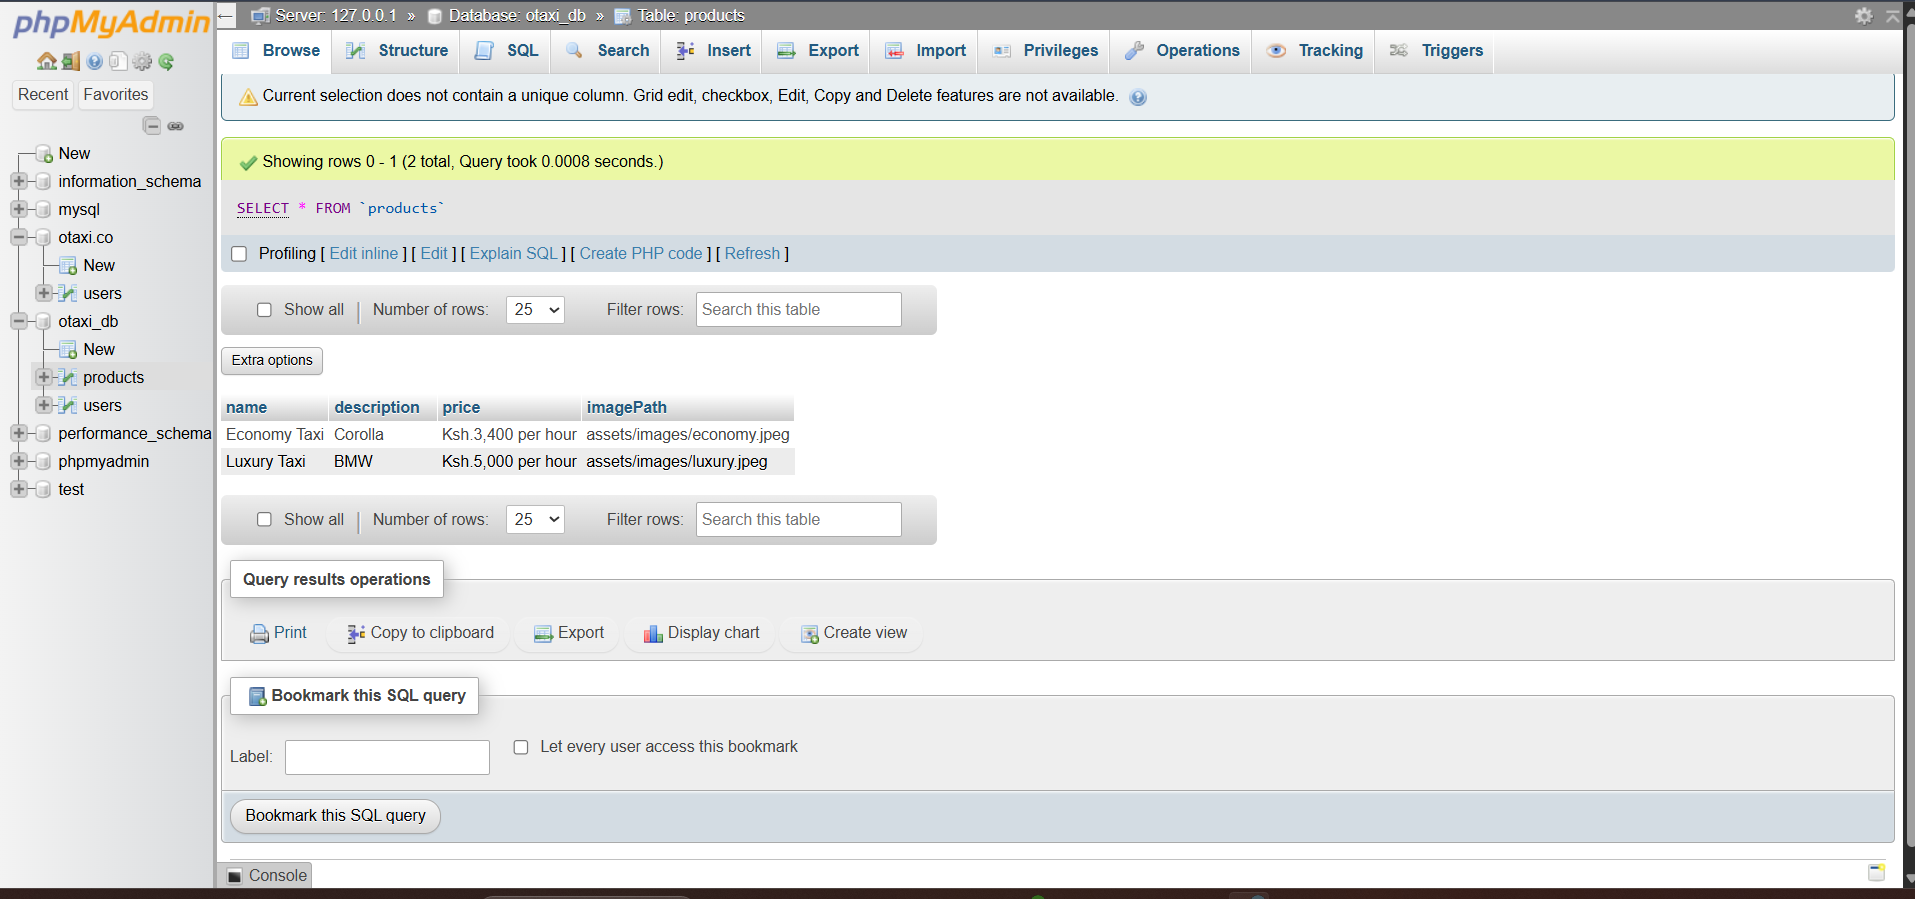 phpMyAdmin
Recent Favorites
New
information_schema
mysql
otaxi.co
New
users
otaxi_db
New
products
users
performance_schema
phpmyadmin
test
Server: 127.0.0.1 » Database: otaxi_db » Table: products
Browse Structure SQL Search Insert Export Import Privileges Operations Tracking Triggers
Current selection does not contain a unique column. Grid edit, checkbox, Edit, Copy and Delete features are not available.
Showing rows 0 - 1 (2 total, Query took 0.0008 seconds.)
SELECT * FROM `products`
Profiling [ Edit inline ] [ Edit ] [ Explain SQL ] [ Create PHP code ] [ Refresh ]
Show all | Number of rows: 25 Filter rows: Search this table
Extra options
name description price imagePath
Economy Taxi Corolla Ksh.3,400 per hour assets/images/economy.jpeg
Luxury Taxi BMW Ksh.5,000 per hour assets/images/luxury.jpeg
Show all | Number of rows: 25 Filter rows: Search this table
Query results operations
Print Copy to clipboard Export Display chart Create view
Bookmark this SQL query
Label: Let every user access this bookmark
Bookmark this SQL query
Console